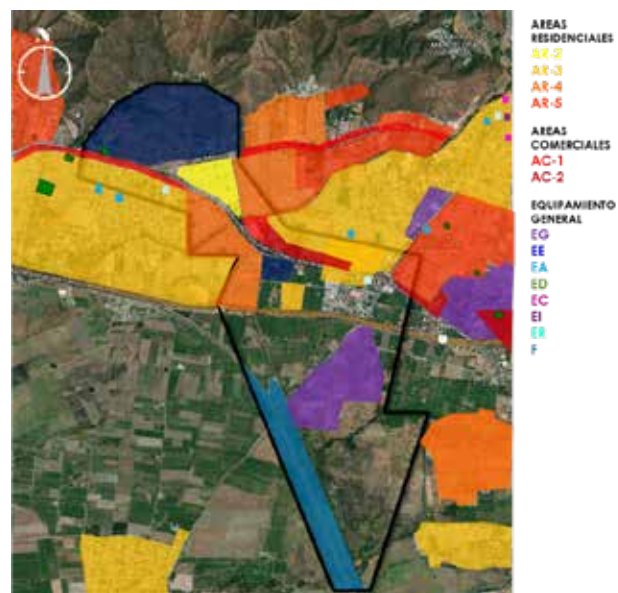 AREAS
RESIDENCIALES
AR-2
AR-3
AR-4
AR-5
AREAS
COMERCIALES
AC-1
AC-2
EQUIPAMIENTO
GENERAL
EG
EE
EA
ED
EC
EI
ER
F